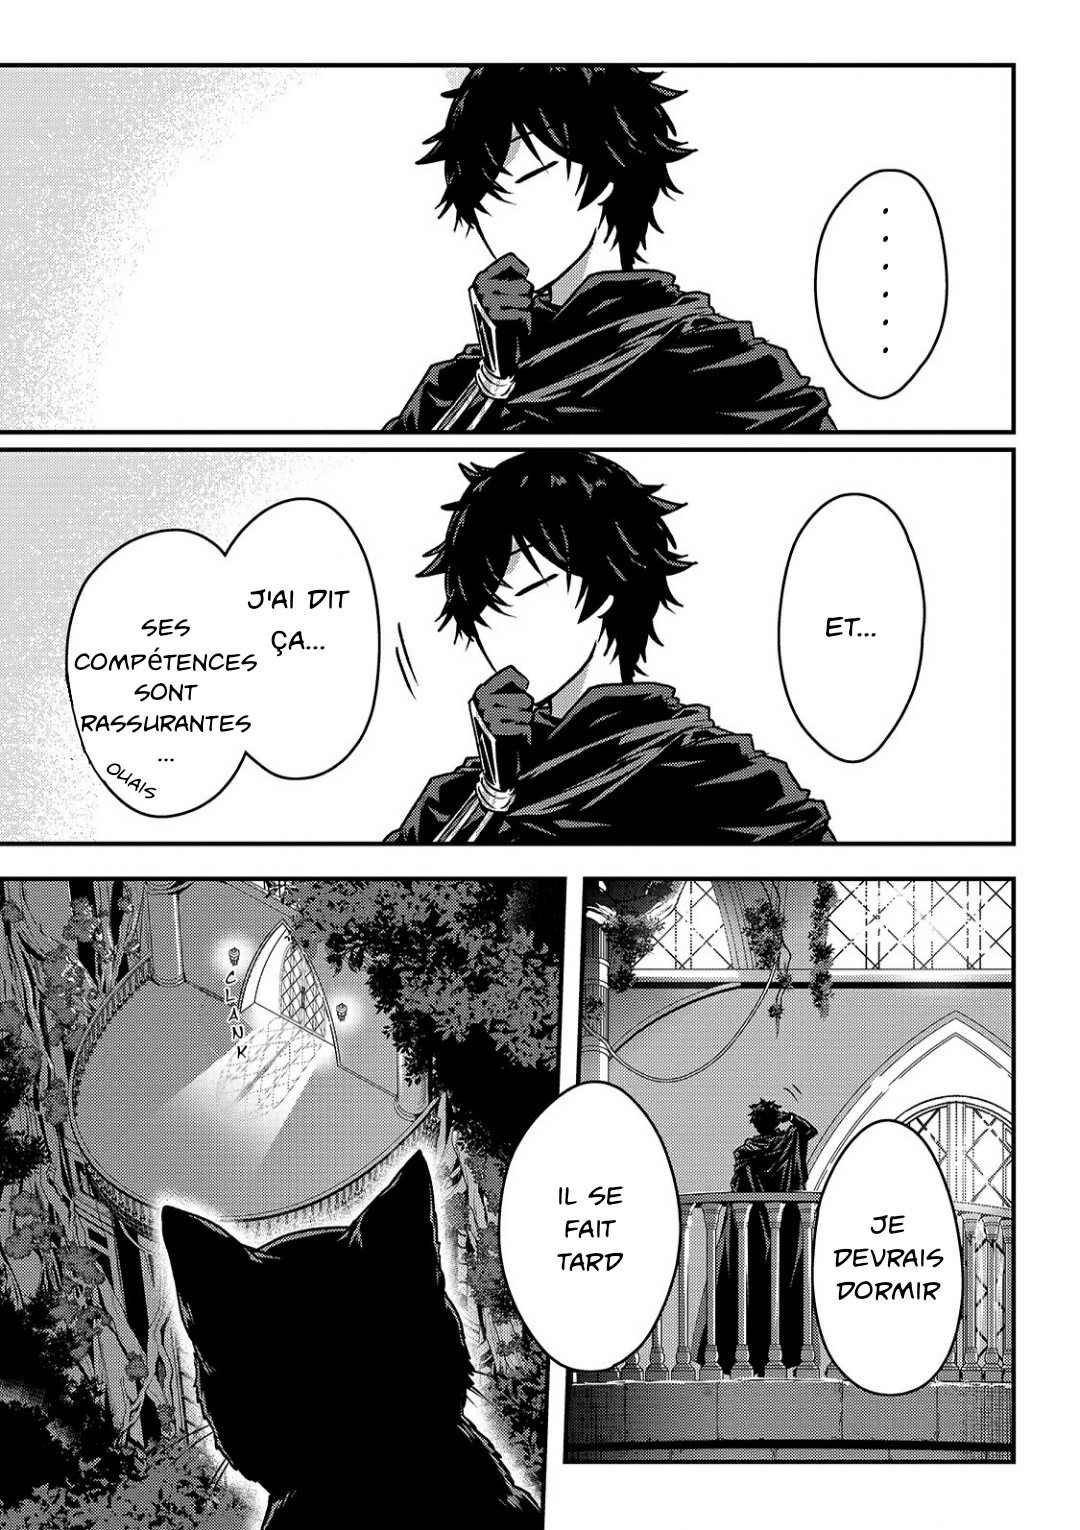 .......
ET...
J'AI DIT
ÇA...
SES
COMPÉTENCES
SONT
RASSURANTES
...
OUAIS
JE
DEVRAIS
DORMIR
IL SE
FAIT
TARD
CLANK